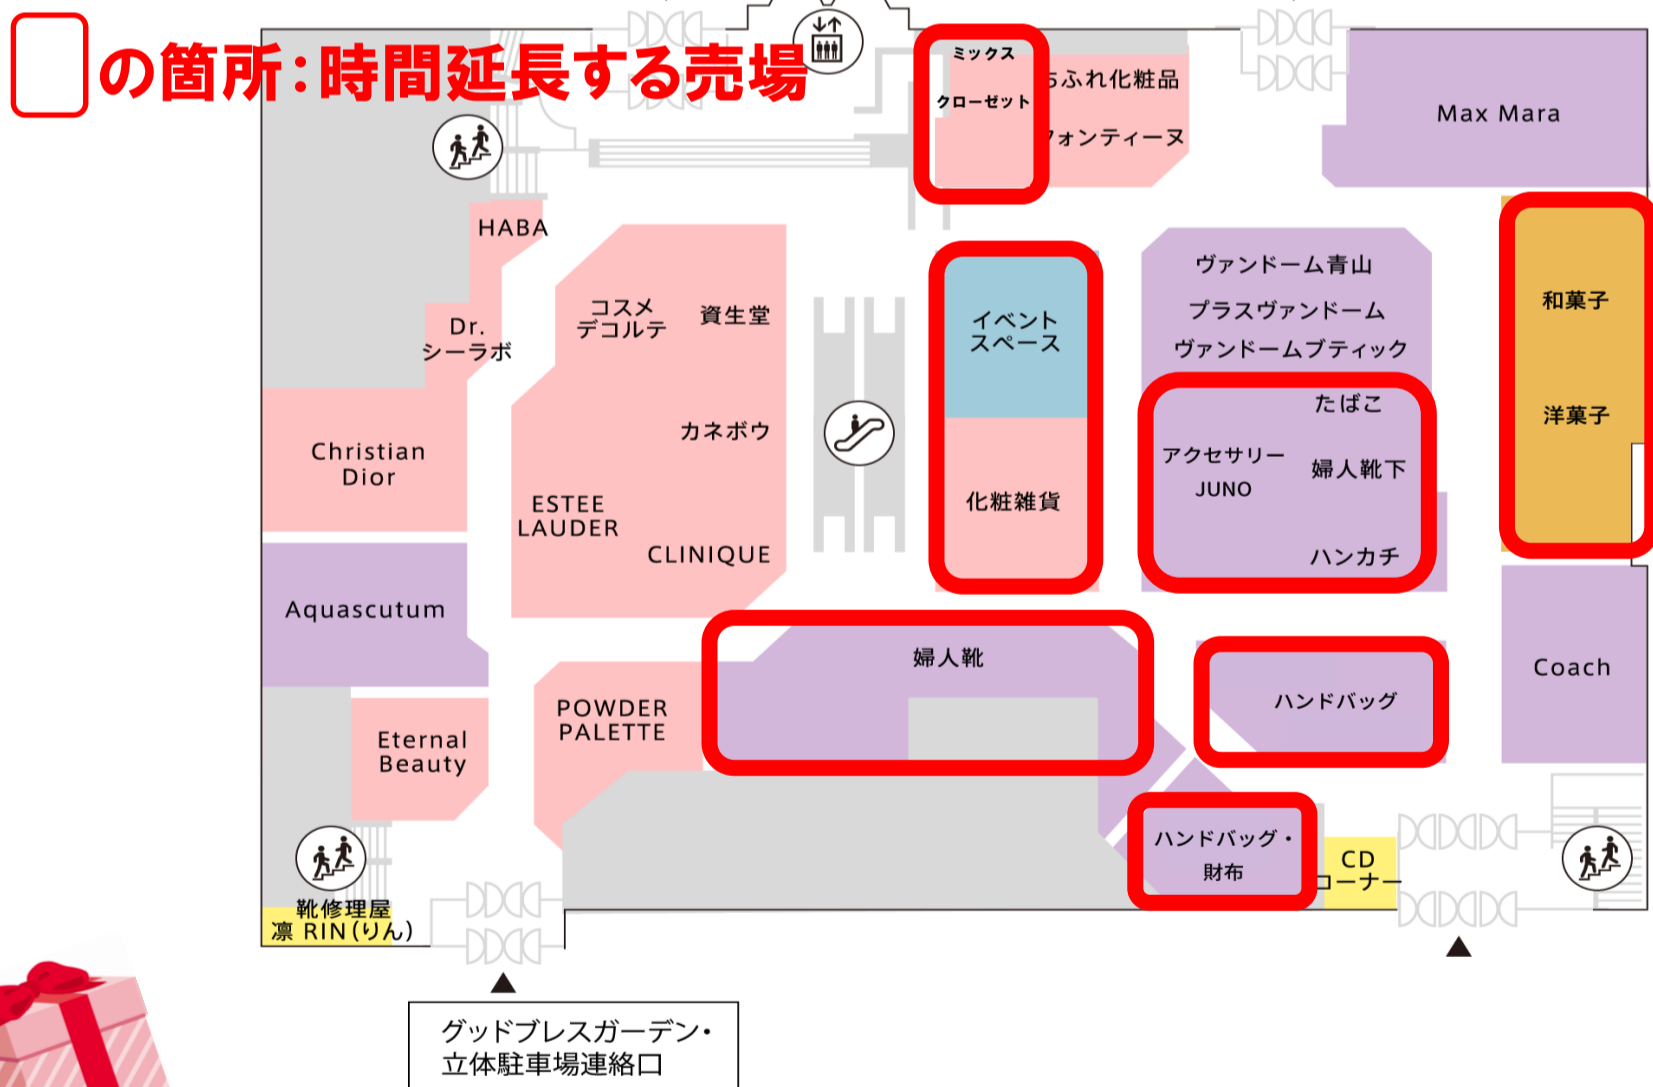 の箇所：時間延長する売場
ミックス
クローゼット
ちふれ化粧品
フォンティーヌ
Max Mara
HABA
Dr.
シーラボ
コスメ
デコルテ
資生堂
カネボウ
ESTEE
LAUDER
CLINIQUE
Christian
Dior
Aquascutum
イベント
スペース
化粧雑貨
ヴァンドーム青山
プラスヴァンドーム
ヴァンドームブティック
たばこ
アクセサリー
JUNO
婦人靴下
ハンカチ
和菓子
洋菓子
婦人靴
ハンドバッグ
Coach
POWDER
PALETTE
Eternal
Beauty
ハンドバッグ・
財布
CD
コーナー
靴修理屋
凛 RIN（りん）
グッドブレスガーデン・
立体駐車場連絡口